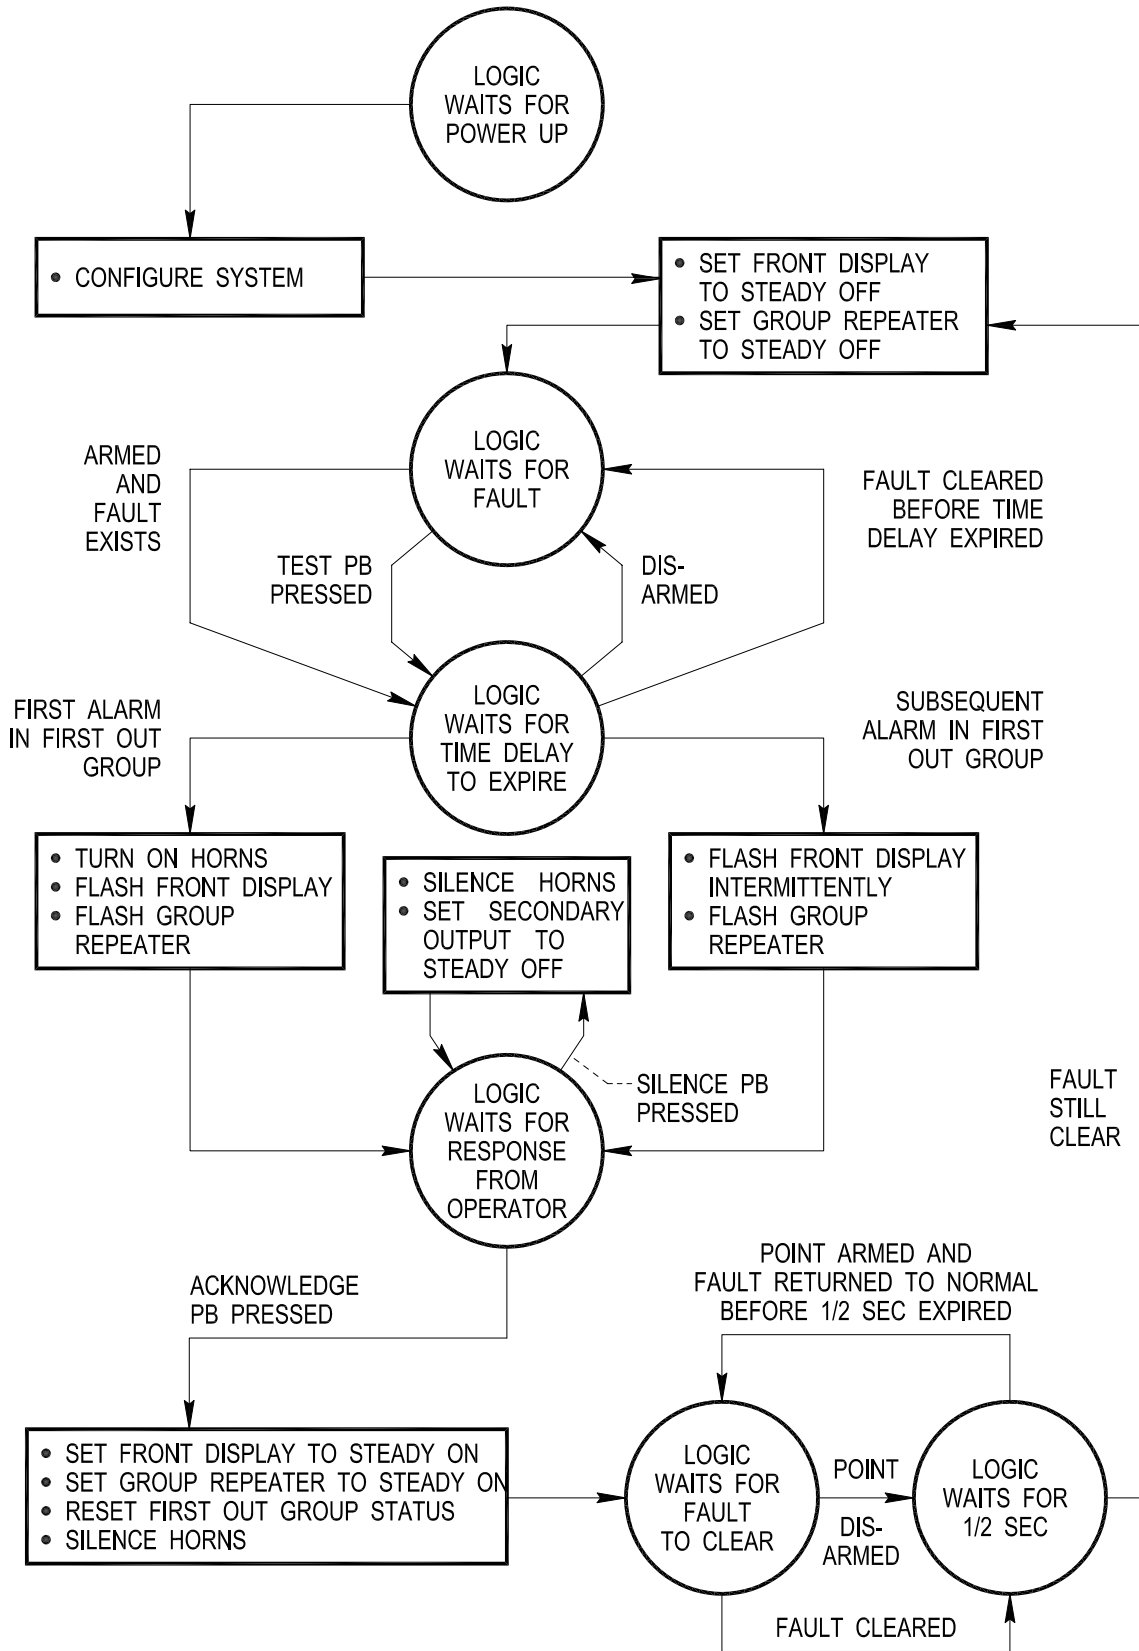 LOGIC
WAITS FOR
POWER UP
• CONFIGURE SYSTEM
• SET FRONT DISPLAY
TO STEADY OFF
• SET GROUP REPEATER
TO STEADY OFF
LOGIC
WAITS FOR
FAULT
ARMED
AND
FAULT
EXISTS
TEST PB
PRESSED
DIS-
ARMED
FAULT CLEARED
BEFORE TIME
DELAY EXPIRED
LOGIC
WAITS FOR
TIME DELAY
TO EXPIRE
FIRST ALARM
IN FIRST OUT
GROUP
SUBSEQUENT
ALARM IN FIRST
OUT GROUP
• TURN ON HORNS
• FLASH FRONT DISPLAY
• FLASH GROUP
REPEATER
• SILENCE HORNS
• SET SECONDARY
OUTPUT TO
STEADY OFF
• FLASH FRONT DISPLAY
INTERMITTENTLY
• FLASH GROUP
REPEATER
LOGIC
WAITS FOR
RESPONSE
FROM
OPERATOR
SILENCE PB
PRESSED
FAULT
STILL
CLEAR
ACKNOWLEDGE
PB PRESSED
POINT ARMED AND
FAULT RETURNED TO NORMAL
BEFORE 1/2 SEC EXPIRED
• SET FRONT DISPLAY TO STEADY ON
• SET GROUP REPEATER TO STEADY ON
• RESET FIRST OUT GROUP STATUS
• SILENCE HORNS
LOGIC
WAITS FOR
FAULT
TO CLEAR
POINT
DIS-
ARMED
LOGIC
WAITS FOR
1/2 SEC
FAULT CLEARED